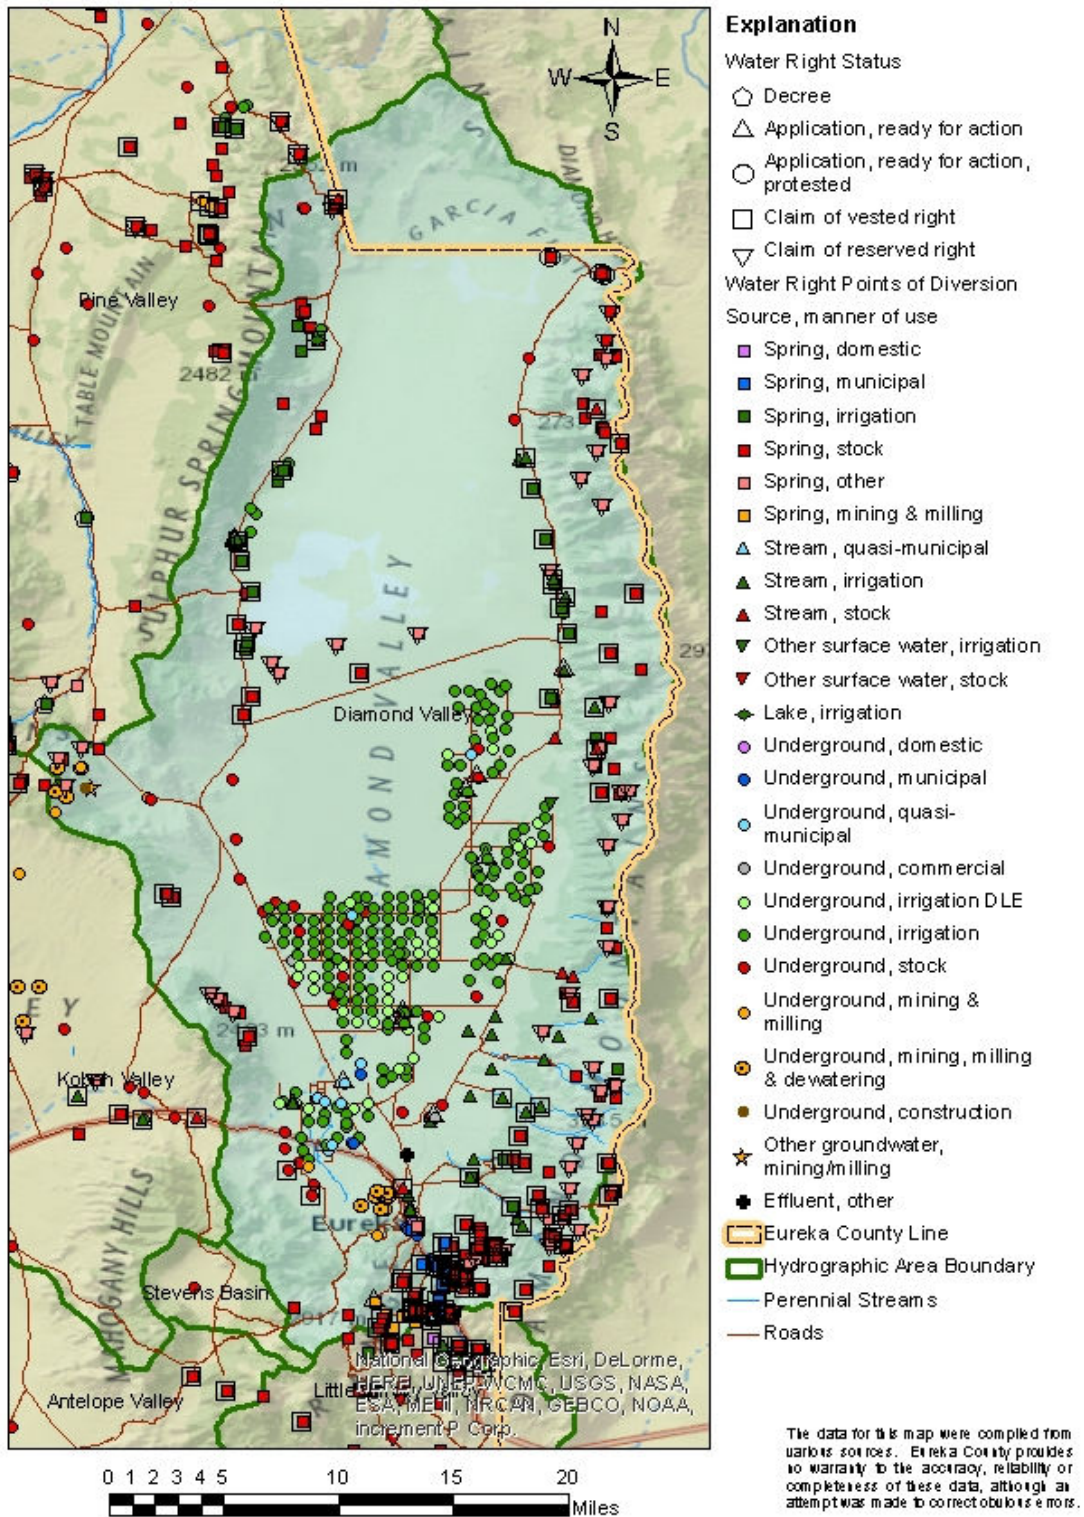 Explanation
Water Right Status
Decree
Application, ready for action
Application, ready for action,
protested
Claim of vested right
Claim of reserved right
Water Right Points of Diversion
Source, manner of use
Spring, domestic
Spring, municipal
Spring, irrigation
Spring, stock
Spring, other
Spring, mining & milling
Stream, quasi-municipal
Stream, irrigation
Stream, stock
Other surface water, irrigation
Other surface water, stock
Lake, irrigation
Underground, domestic
Underground, municipal
Underground, quasi-
municipal
Underground, commercial
Underground, irrigation DLE
Underground, irrigation
Underground, stock
Underground, mining &
milling
Underground, mining, milling
& dewatering
Underground, construction
Other groundwater,
mining/milling
Effluent, other
Eureka County Line
Hydrographic Area Boundary
Perennial Streams
Roads
N
W E
S
GARCIA
Pine Valley
TABLE MOUNTAIN
2482 m
SULPHUR SPRING MOUNTAIN
Diamond Valley
AMOND VALLEY
Kobeh Valley
MAHOGANY HILLS
Eureka
Stevens Basin
Antelope Valley
National Geographic, Esri, DeLorme,
HERE, UNEP-WCMC, USGS, NASA,
ESA, METI, NRCAN, GEBCO, NOAA,
increment P Corp.
0 1 2 3 4 5 10 15 20
Miles
The data for this map were compiled from
various sources. Eureka County provides
no warranty to the accuracy, reliability or
completeness of these data, although an
attempt was made to correct obvious errors.